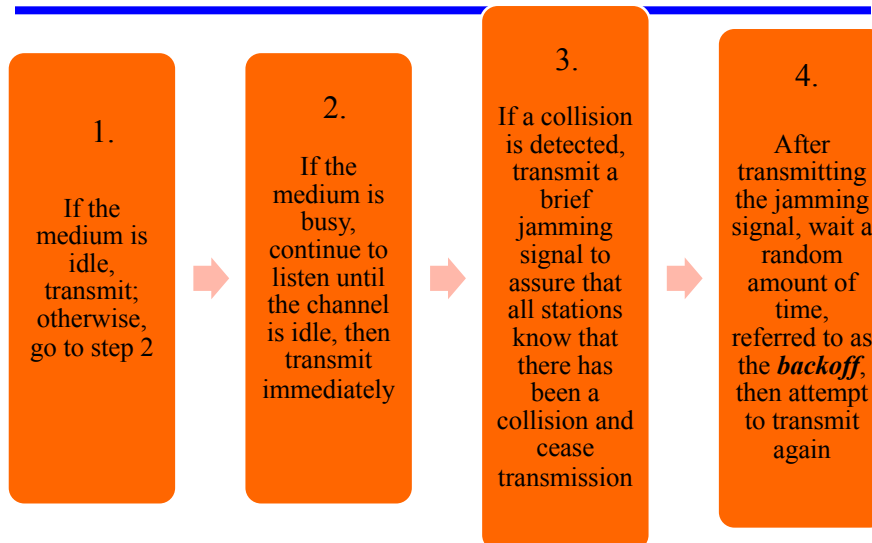 1.
If the
medium is
idle,
transmit;
otherwise,
go to step 2
2.
If the
medium is
busy,
continue to
listen until
the channel
is idle, then
transmit
immediately
3.
If a collision
is detected,
transmit a
brief
jamming
signal to
assure that
all stations
know that
there has
been a
collision and
cease
transmission
4.
After
transmitting
the jamming
signal, wait a
random
amount of
time,
referred to as
the backoff,
then attempt
to transmit
again